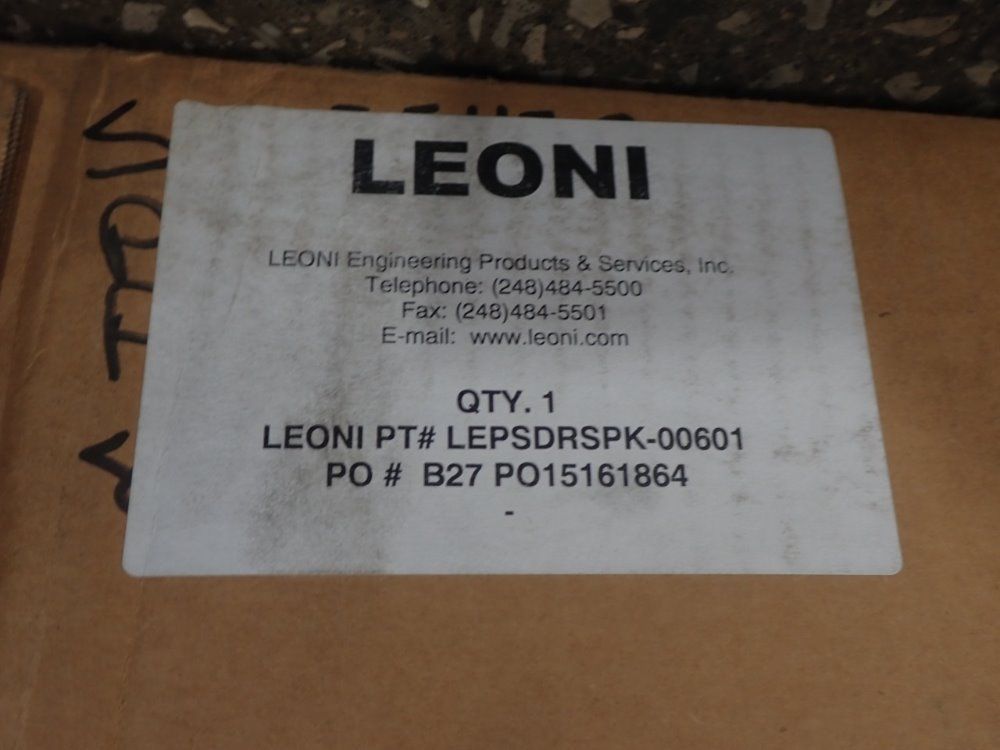 LEONI
LEONI Engineering Products & Services, Inc.
Telephone: (248)484-5500
Fax: (248)484-5501
E-mail: www.leoni.com
QTY. 1
LEONI PT# LEPSDRSPK-00601
PO # B27 PO15161864
-